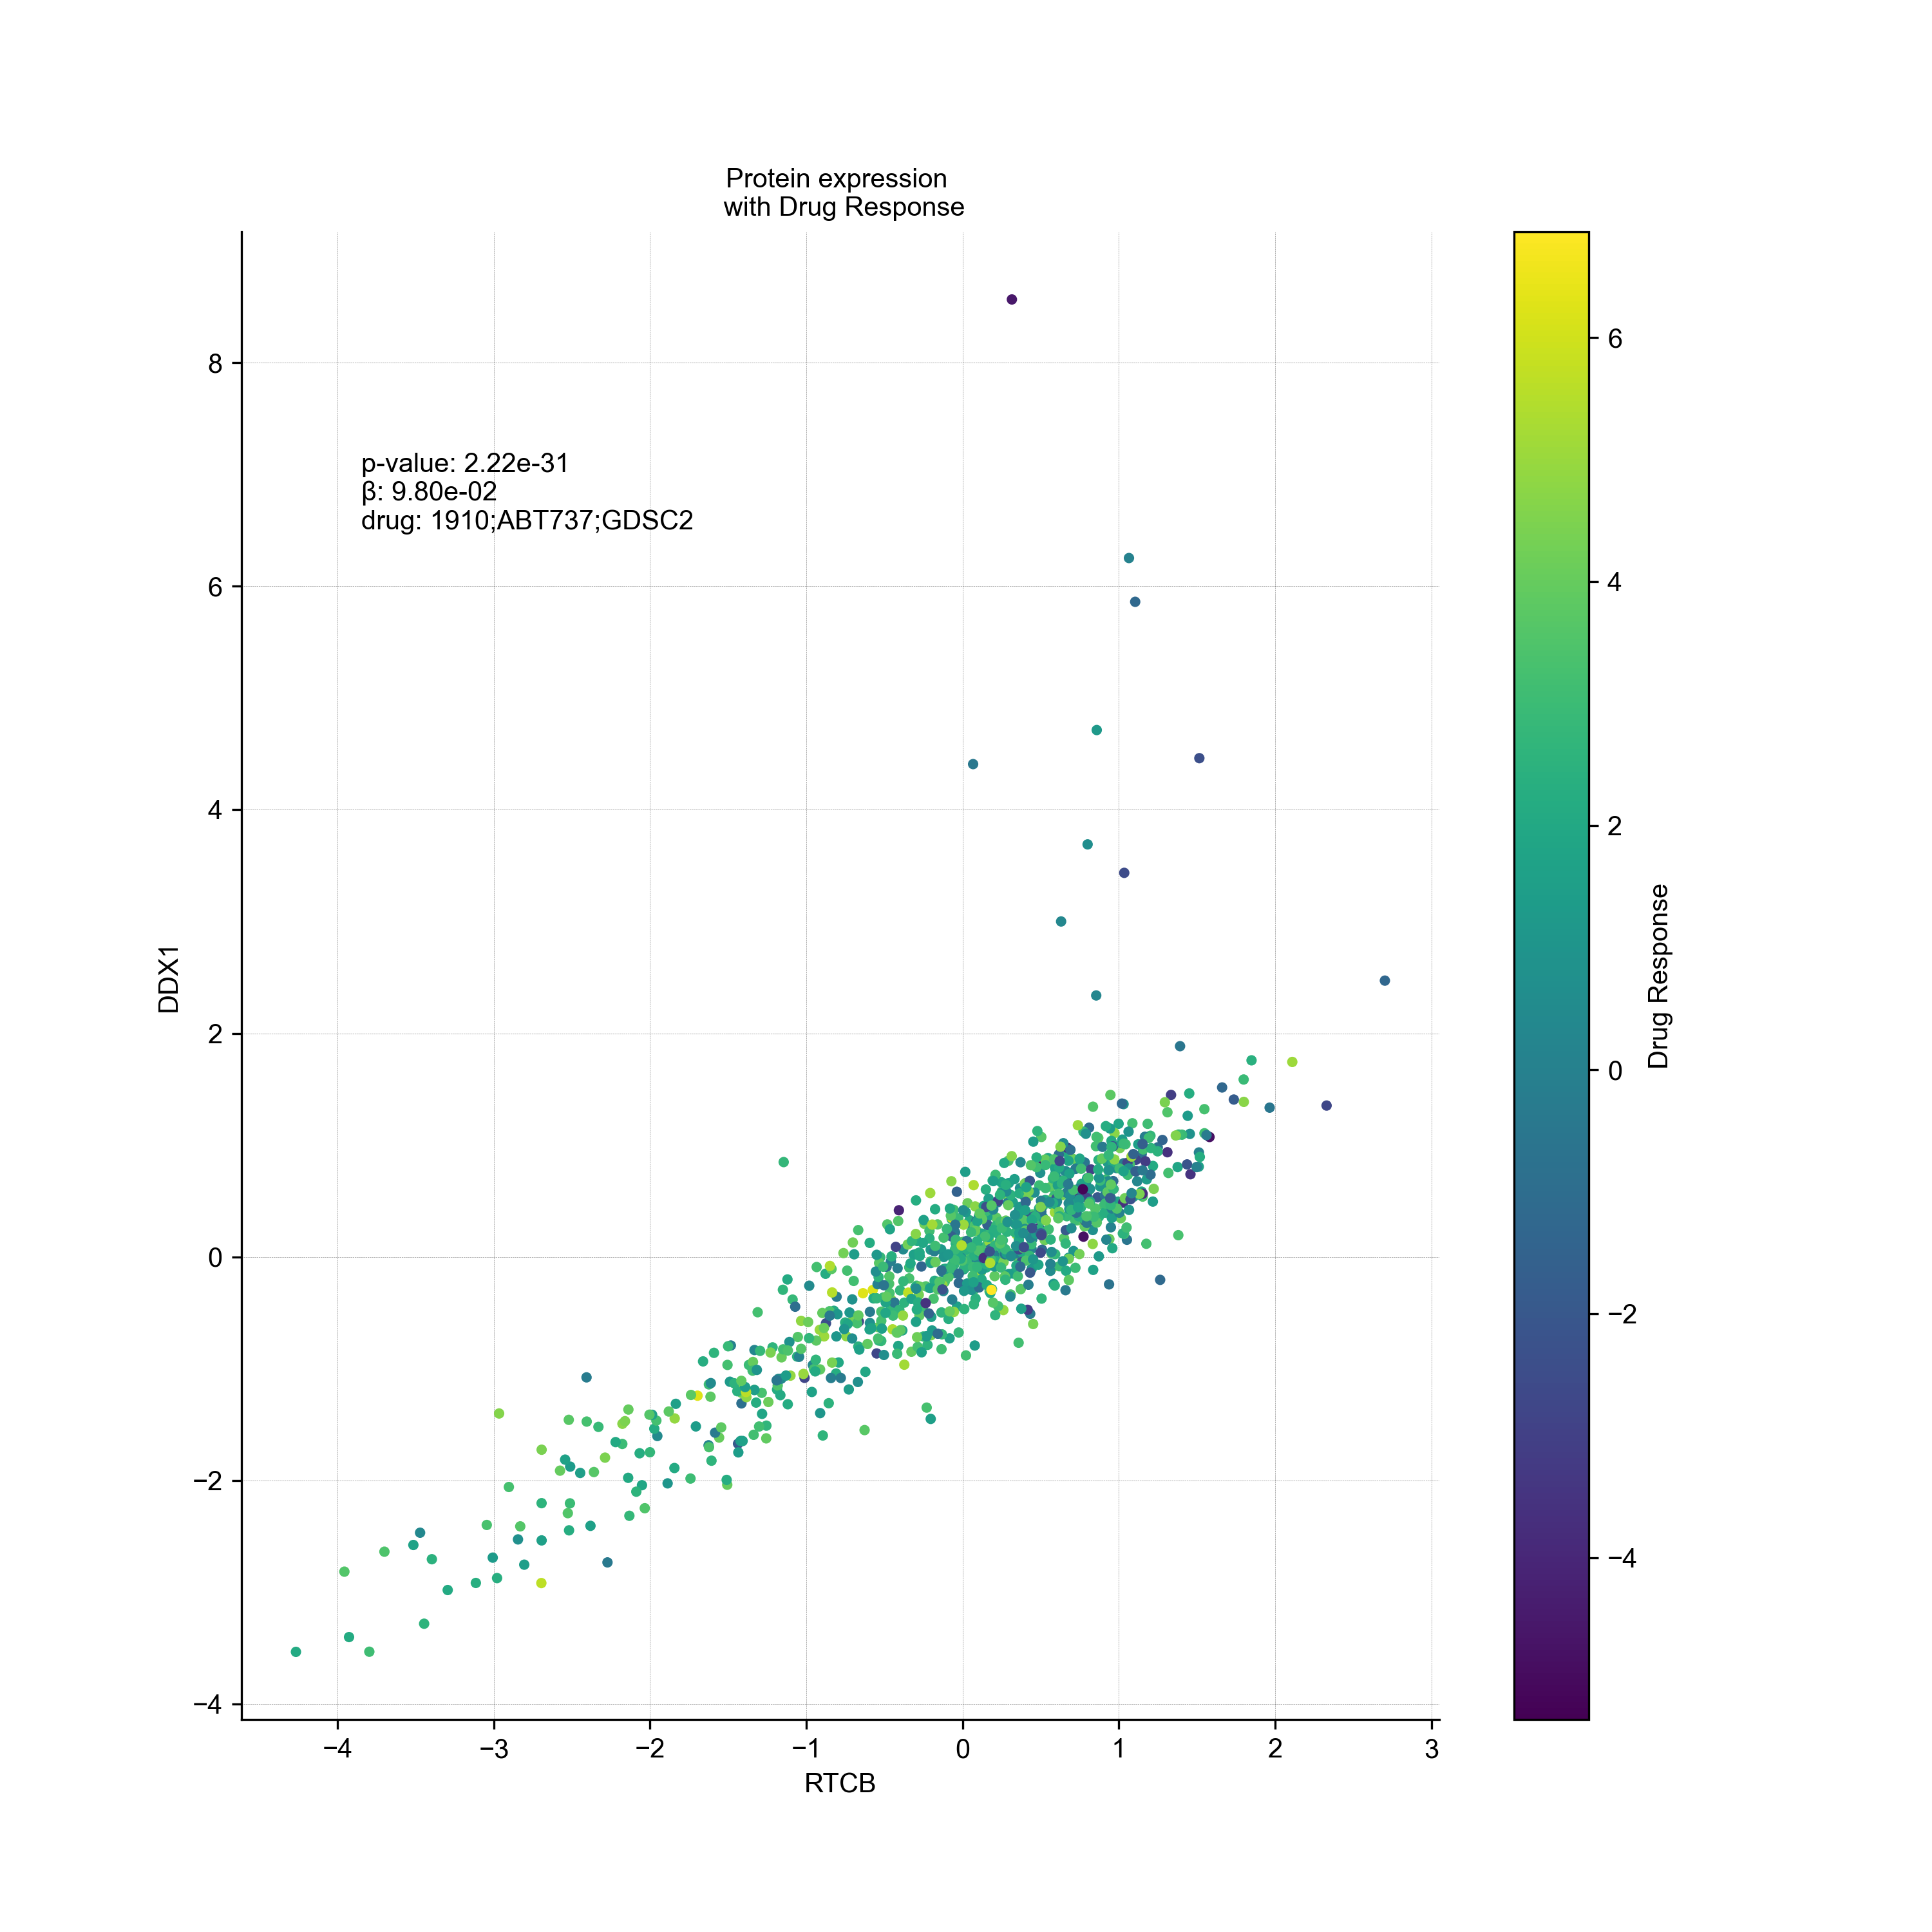 Protein expression
with Drug Response
p-value: 2.22e-31
β: 9.80e-02
drug: 1910;ABT737;GDSC2
8
6
4
2
0
−2
−4
DDX1
−4
−3
−2
−1
0
1
2
3
RTCB
6
4
2
0
−2
−4
Drug Response